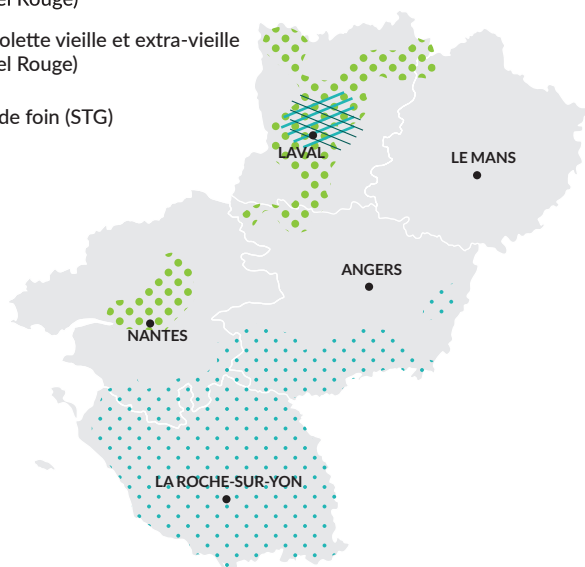 el Rouge)
olette vieille et extra-vieille
el Rouge)
de foin (STG)
LAVAL
LE MANS
ANGERS
NANTES
LA ROCHE-SUR-YON